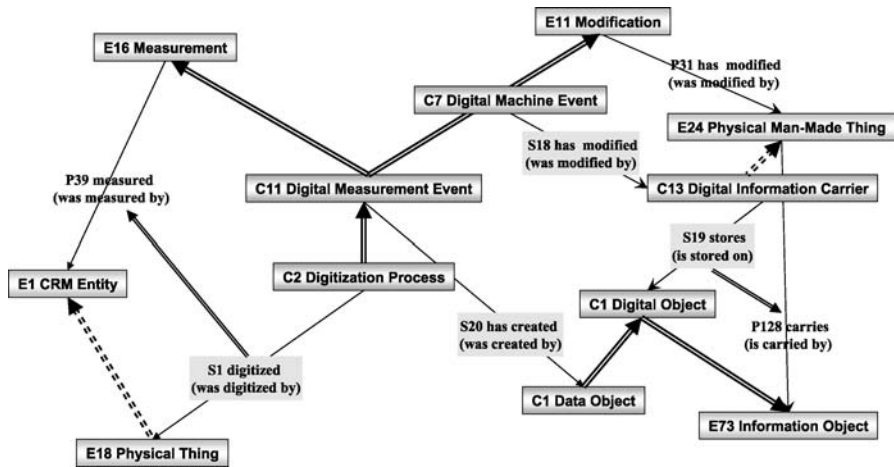 E11 Modification
E16 Measurement
P31 has modified
(was modified by)
C7 Digital Machine Event
E24 Physical Man-Made Thing
S18 has modified
(was modified by)
P39 measured
(was measured by)
C11 Digital Measurement Event
C13 Digital Information Carrier
S19 stores
(is stored on)
E1 CRM Entity
C2 Digitization Process
C1 Digital Object
S20 has created
(was created by)
P128 carries
(is carried by)
S1 digitized
(was digitized by)
C1 Data Object
E73 Information Object
E18 Physical Thing